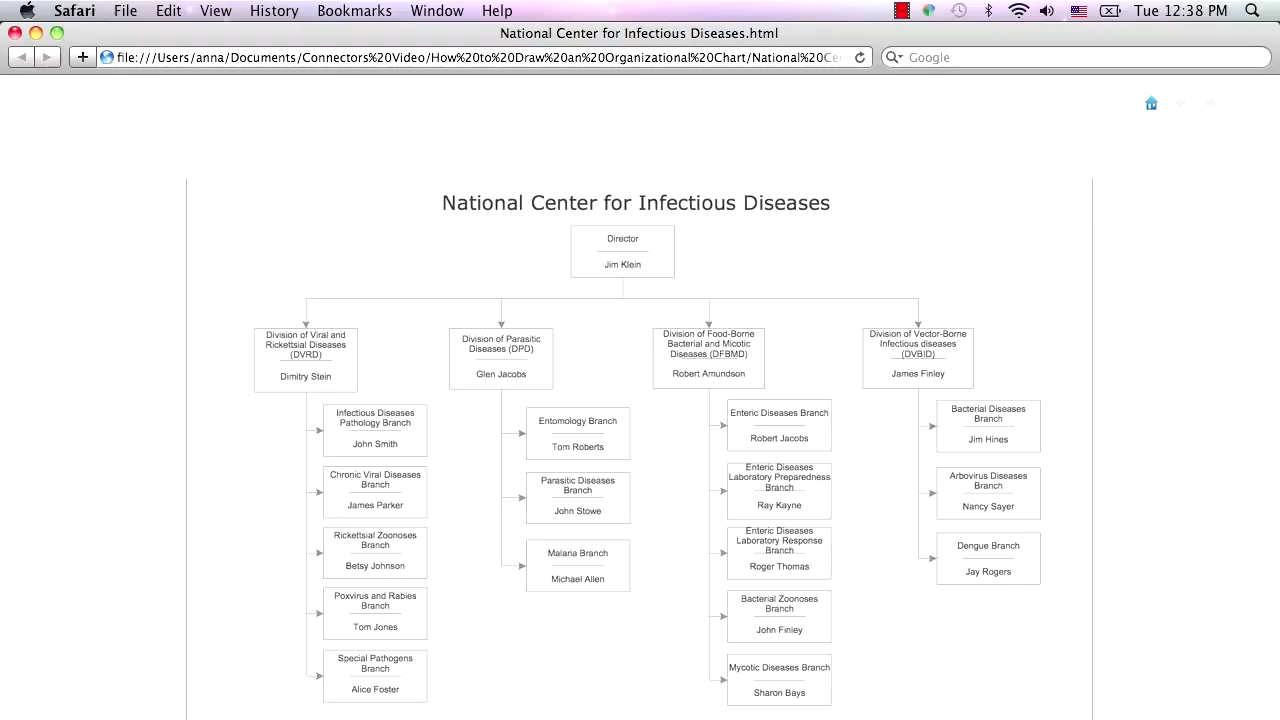 Safari File Edit View History Bookmarks Window Help Tue 12:38 PM
National Center for Infectious Diseases.html
file:///Users/anna/Documents/Connectors%20Video/How%20to%20Draw%20an%20Organizational%20Chart/National%20Ce
Google
National Center for Infectious Diseases
Director
Jim Klein
Division of Viral and
Rickettsial Diseases
(DVRD)
Dimitry Stein
Infectious Diseases
Pathology Branch
John Smith
Chronic Viral Diseases
Branch
James Parker
Rickettsial Zoonoses
Branch
Betsy Johnson
Poxvirus and Rabies
Branch
Tom Jones
Special Pathogens
Branch
Alice Foster
Division of Parasitic
Diseases (DPD)
Glen Jacobs
Entomology Branch
Tom Roberts
Parasitic Diseases
Branch
John Stowe
Malaria Branch
Michael Allen
Division of Food-Borne
Bacterial and Micotic
Diseases (DFBMD)
Robert Amundson
Enteric Diseases Branch
Robert Jacobs
Enteric Diseases
Laboratory Preparedness
Branch
Ray Kayne
Enteric Diseases
Laboratory Response
Branch
Roger Thomas
Bacterial Zoonoses
Branch
John Finley
Mycotic Diseases Branch
Sharon Bays
Division of Vector-Borne
Infectious diseases
(DVBID)
James Finley
Bacterial Diseases
Branch
Jim Hines
Arbovirus Diseases
Branch
Nancy Sayer
Dengue Branch
Jay Rogers